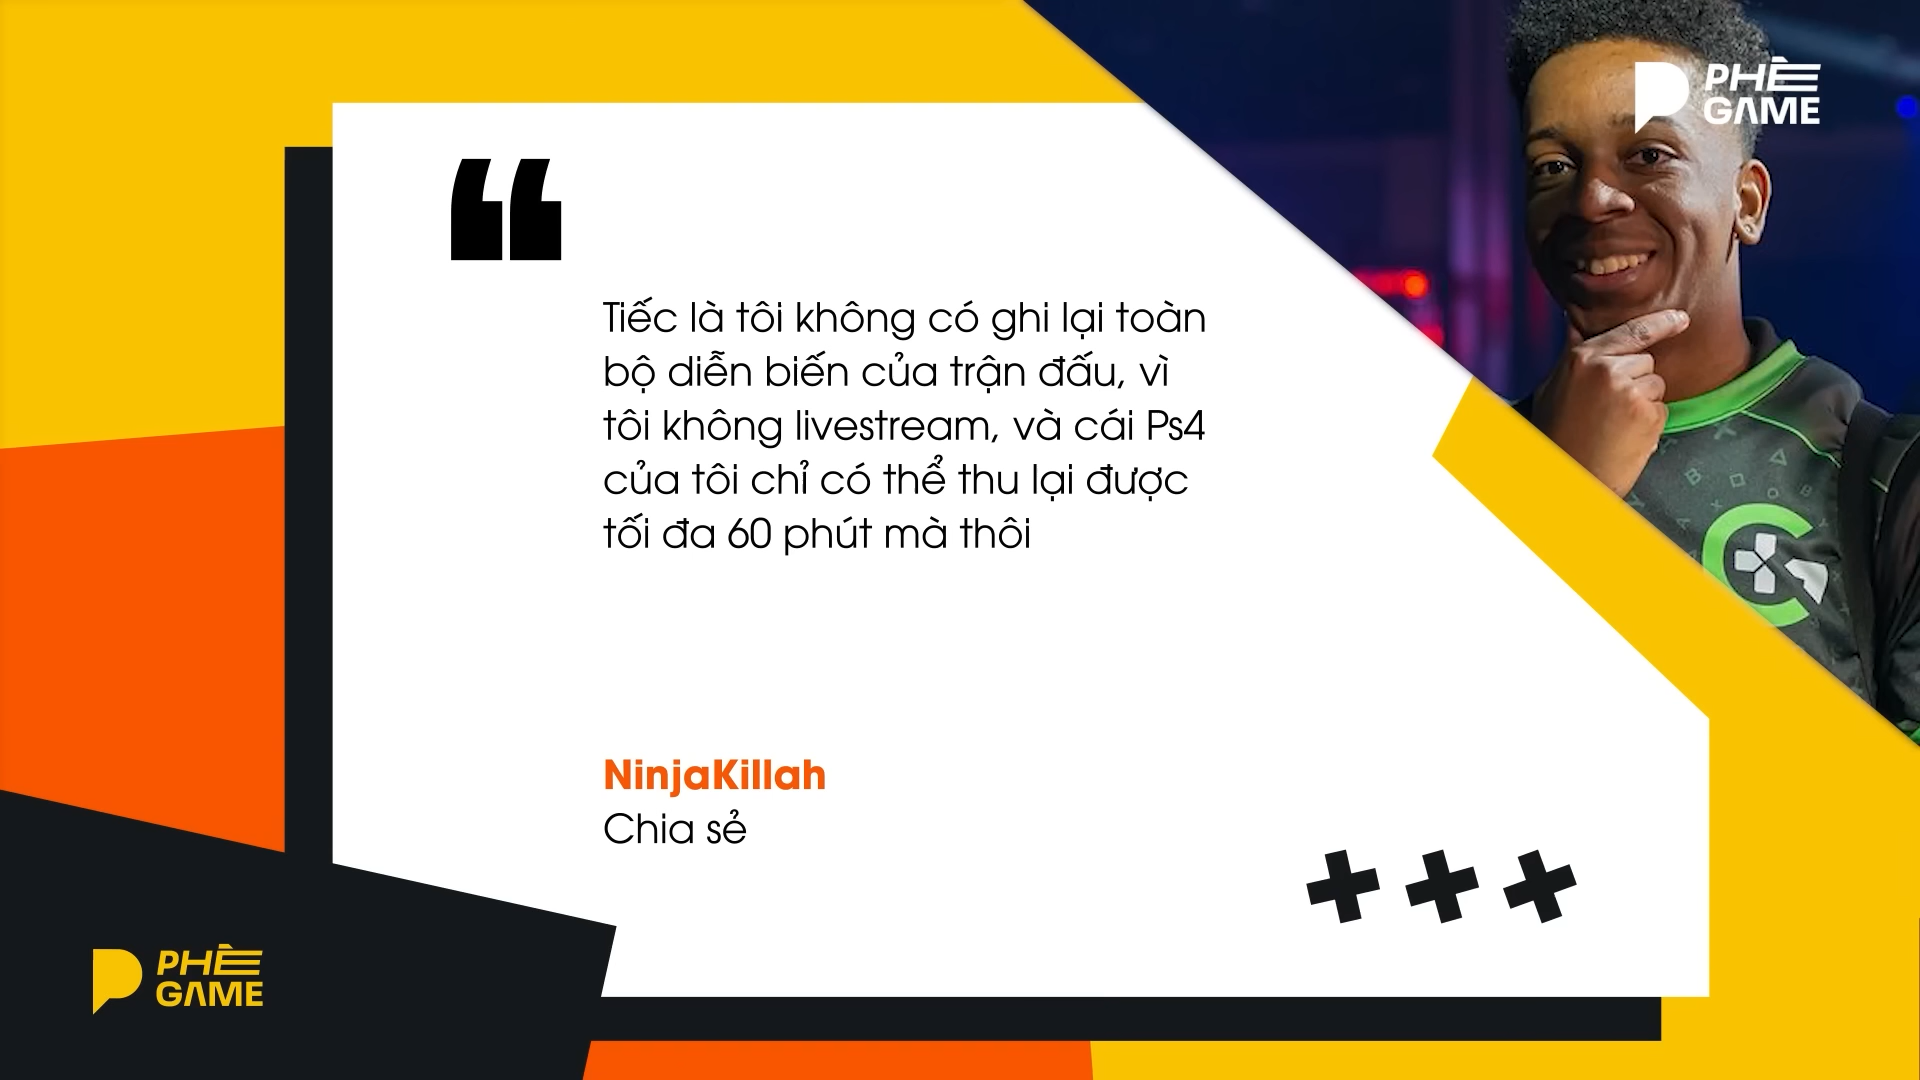 PHÊ
GAME
Tiếc là tôi không có ghi lại toàn
bộ diễn biến của trận đấu, vì
tôi không livestream, và cái Ps4
của tôi chỉ có thể thu lại được
tối đa 60 phút mà thôi
NinjaKillah
Chia sẻ
PHÊ
GAME